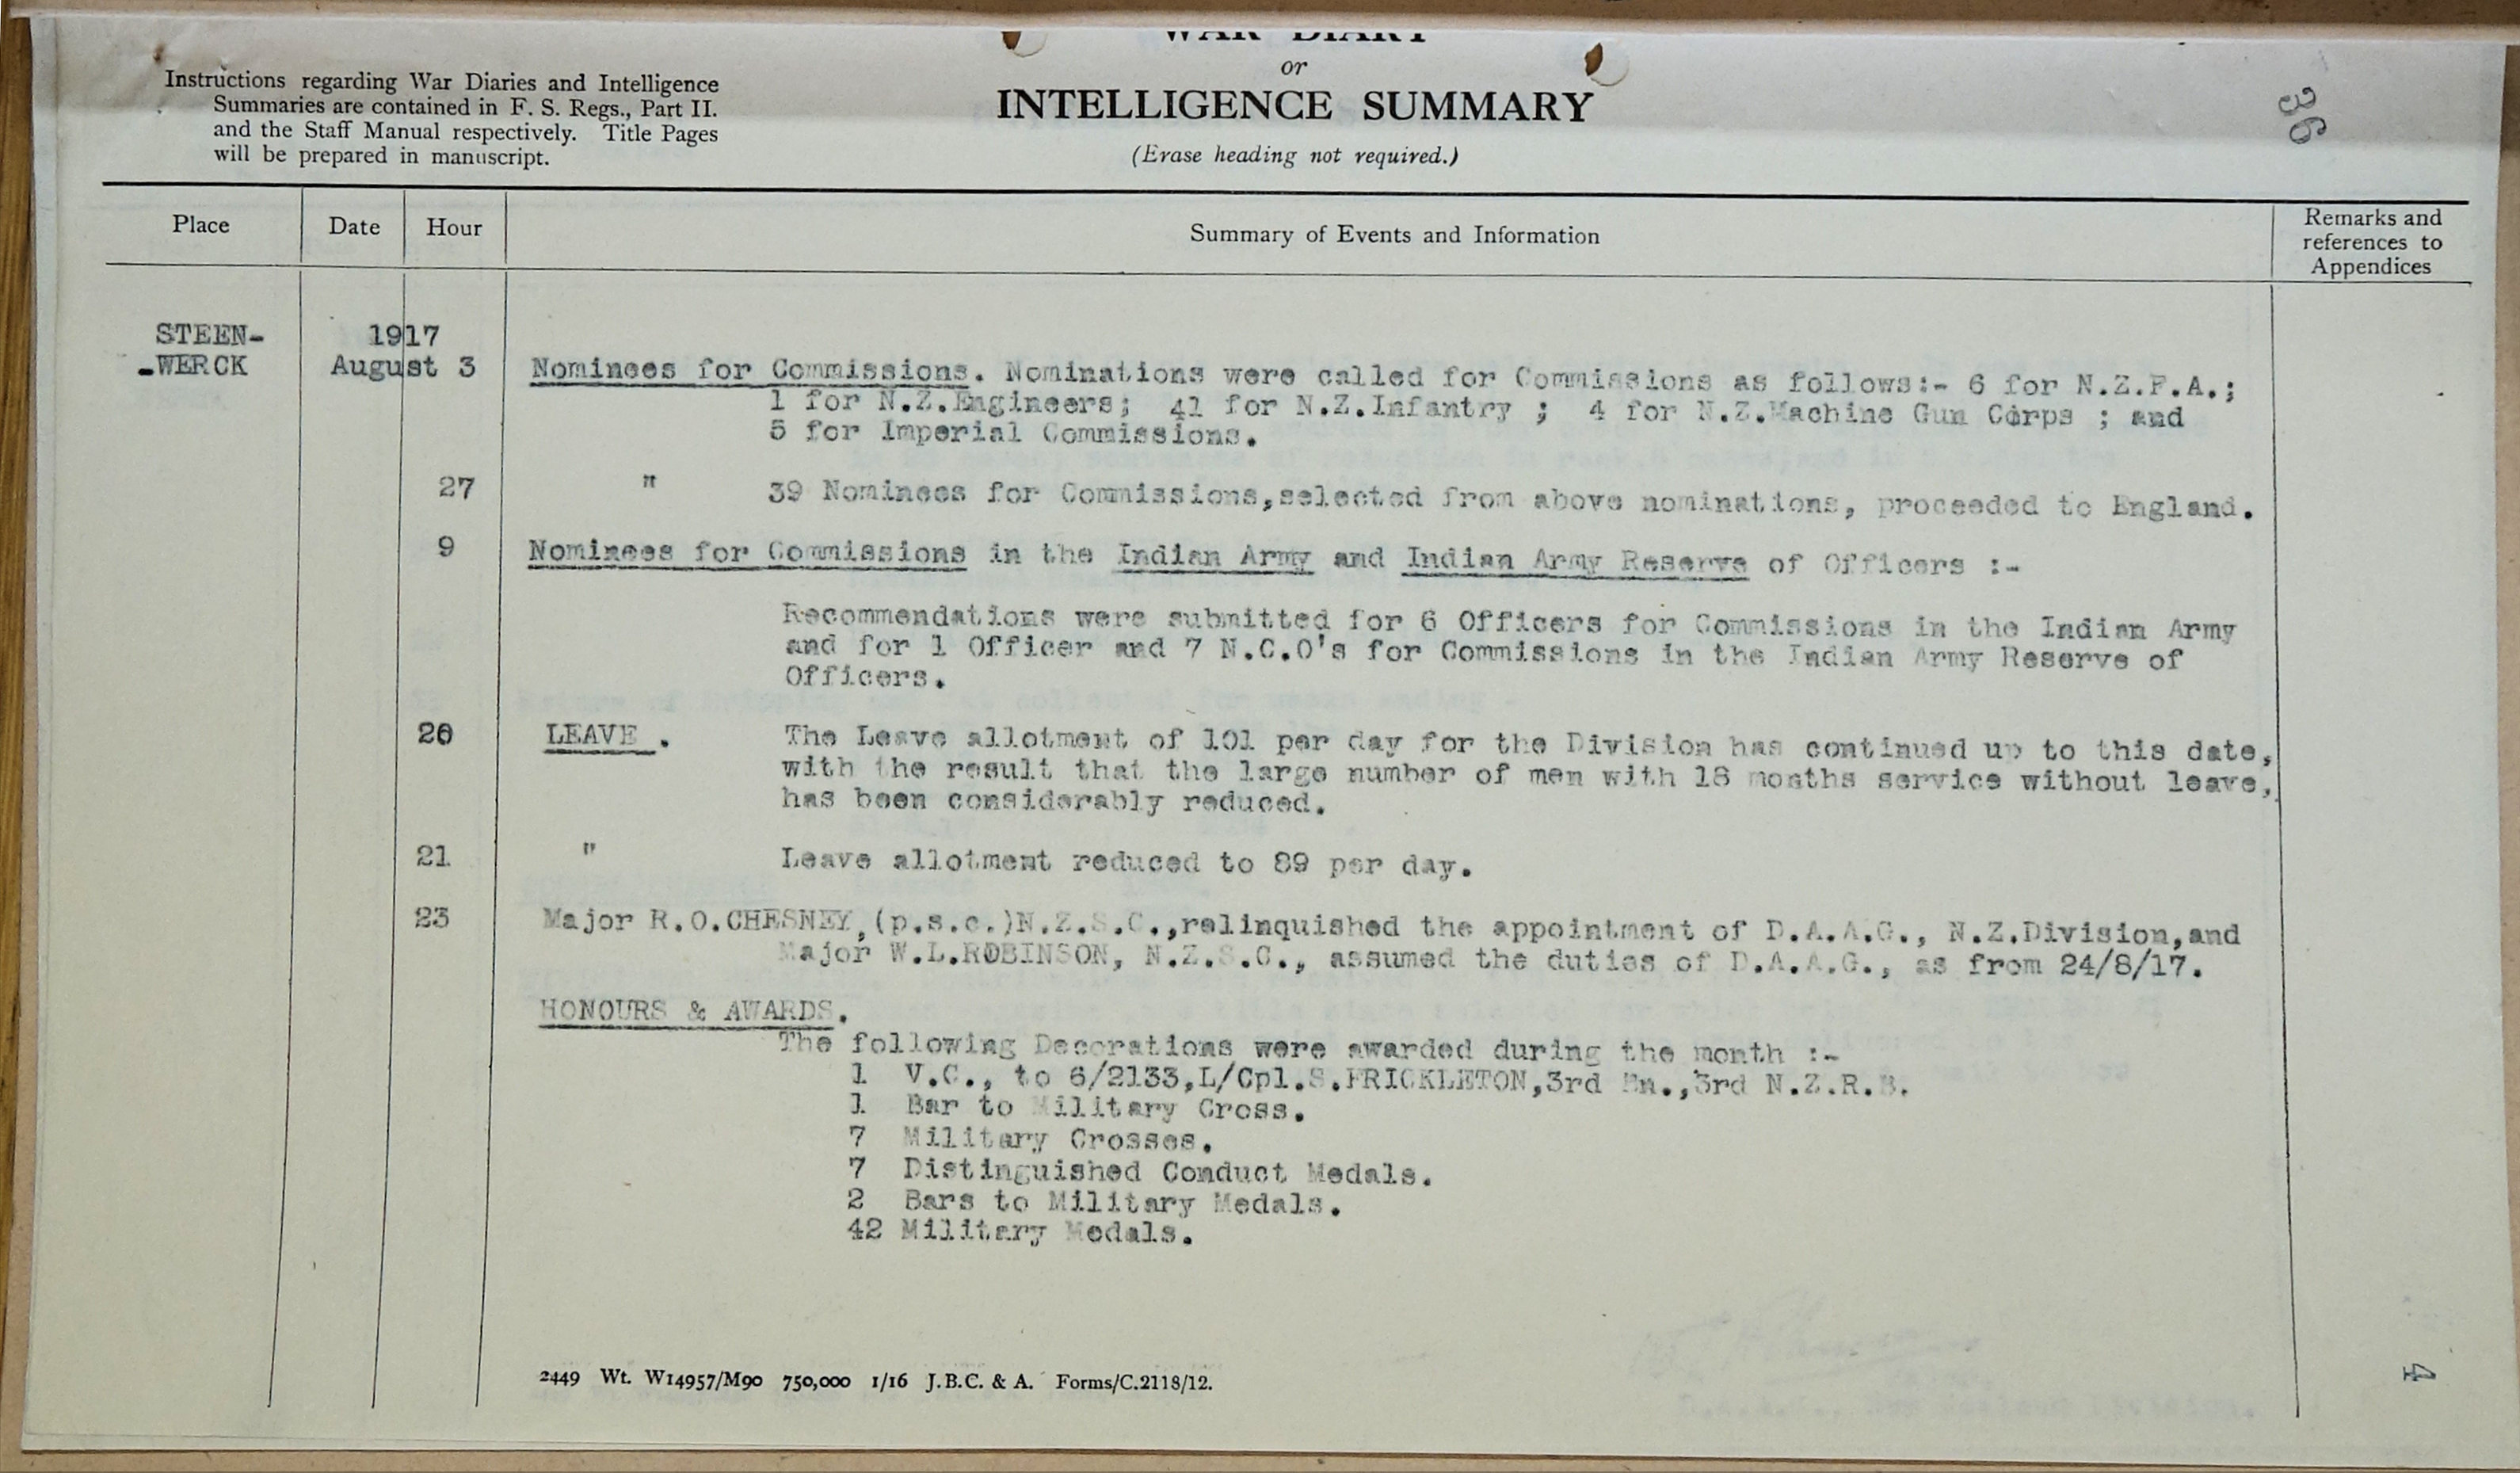 WAR DIARY
or
INTELLIGENCE SUMMARY
(Erase heading not required.)
Instructions regarding War Diaries and Intelligence
Summaries are contained in F. S. Regs., Part II.
and the Staff Manual respectively. Title Pages
will be prepared in manuscript.
36
Place Date Hour Summary of Events and Information Remarks and
references to
Appendices
STEEN- 1917
-WERCK August 3 Nominees for Commissions. Nominations were called for Commissions as follows:- 6 for N.Z.F.A.;
1 for N.Z.Engineers; 41 for N.Z.Infantry ; 4 for N.Z.Machine Gun Corps ; and
5 for Imperial Commissions.
27 " 39 Nominees for Commissions,selected from above nominations, proceeded to England.
9 Nominees for Commissions in the Indian Army and Indian Army Reserve of Officers :-
Recommendations were submitted for 6 Officers for Commissions in the Indian Army
and for 1 Officer and 7 N.C.O's for Commissions in the Indian Army Reserve of
Officers.
20 LEAVE . The Leave allotment of 101 per day for the Division has continued up to this date,
with the result that the large number of men with 18 months service without leave,
has been considerably reduced.
21 " Leave allotment reduced to 89 per day.
23 Major R.O.CHESNEY,(p.s.c.)N.Z.S.C.,relinquished the appointment of D.A.A.G., N.Z.Division,and
Major W.L.ROBINSON, N.Z.S.C., assumed the duties of D.A.A.G., as from 24/8/17.
HONOURS & AWARDS.
The following Decorations were awarded during the month :-
1 V.C., to 6/2133,L/Cpl.S.FRICKLETON,3rd Bn.,3rd N.Z.R.B.
1 Bar to Military Cross.
7 Military Crosses.
7 Distinguished Conduct Medals.
2 Bars to Military Medals.
42 Military Medals.
2449 Wt. W14957/M90 750,000 1/16 J.B.C. & A. Forms/C.2118/12.
4